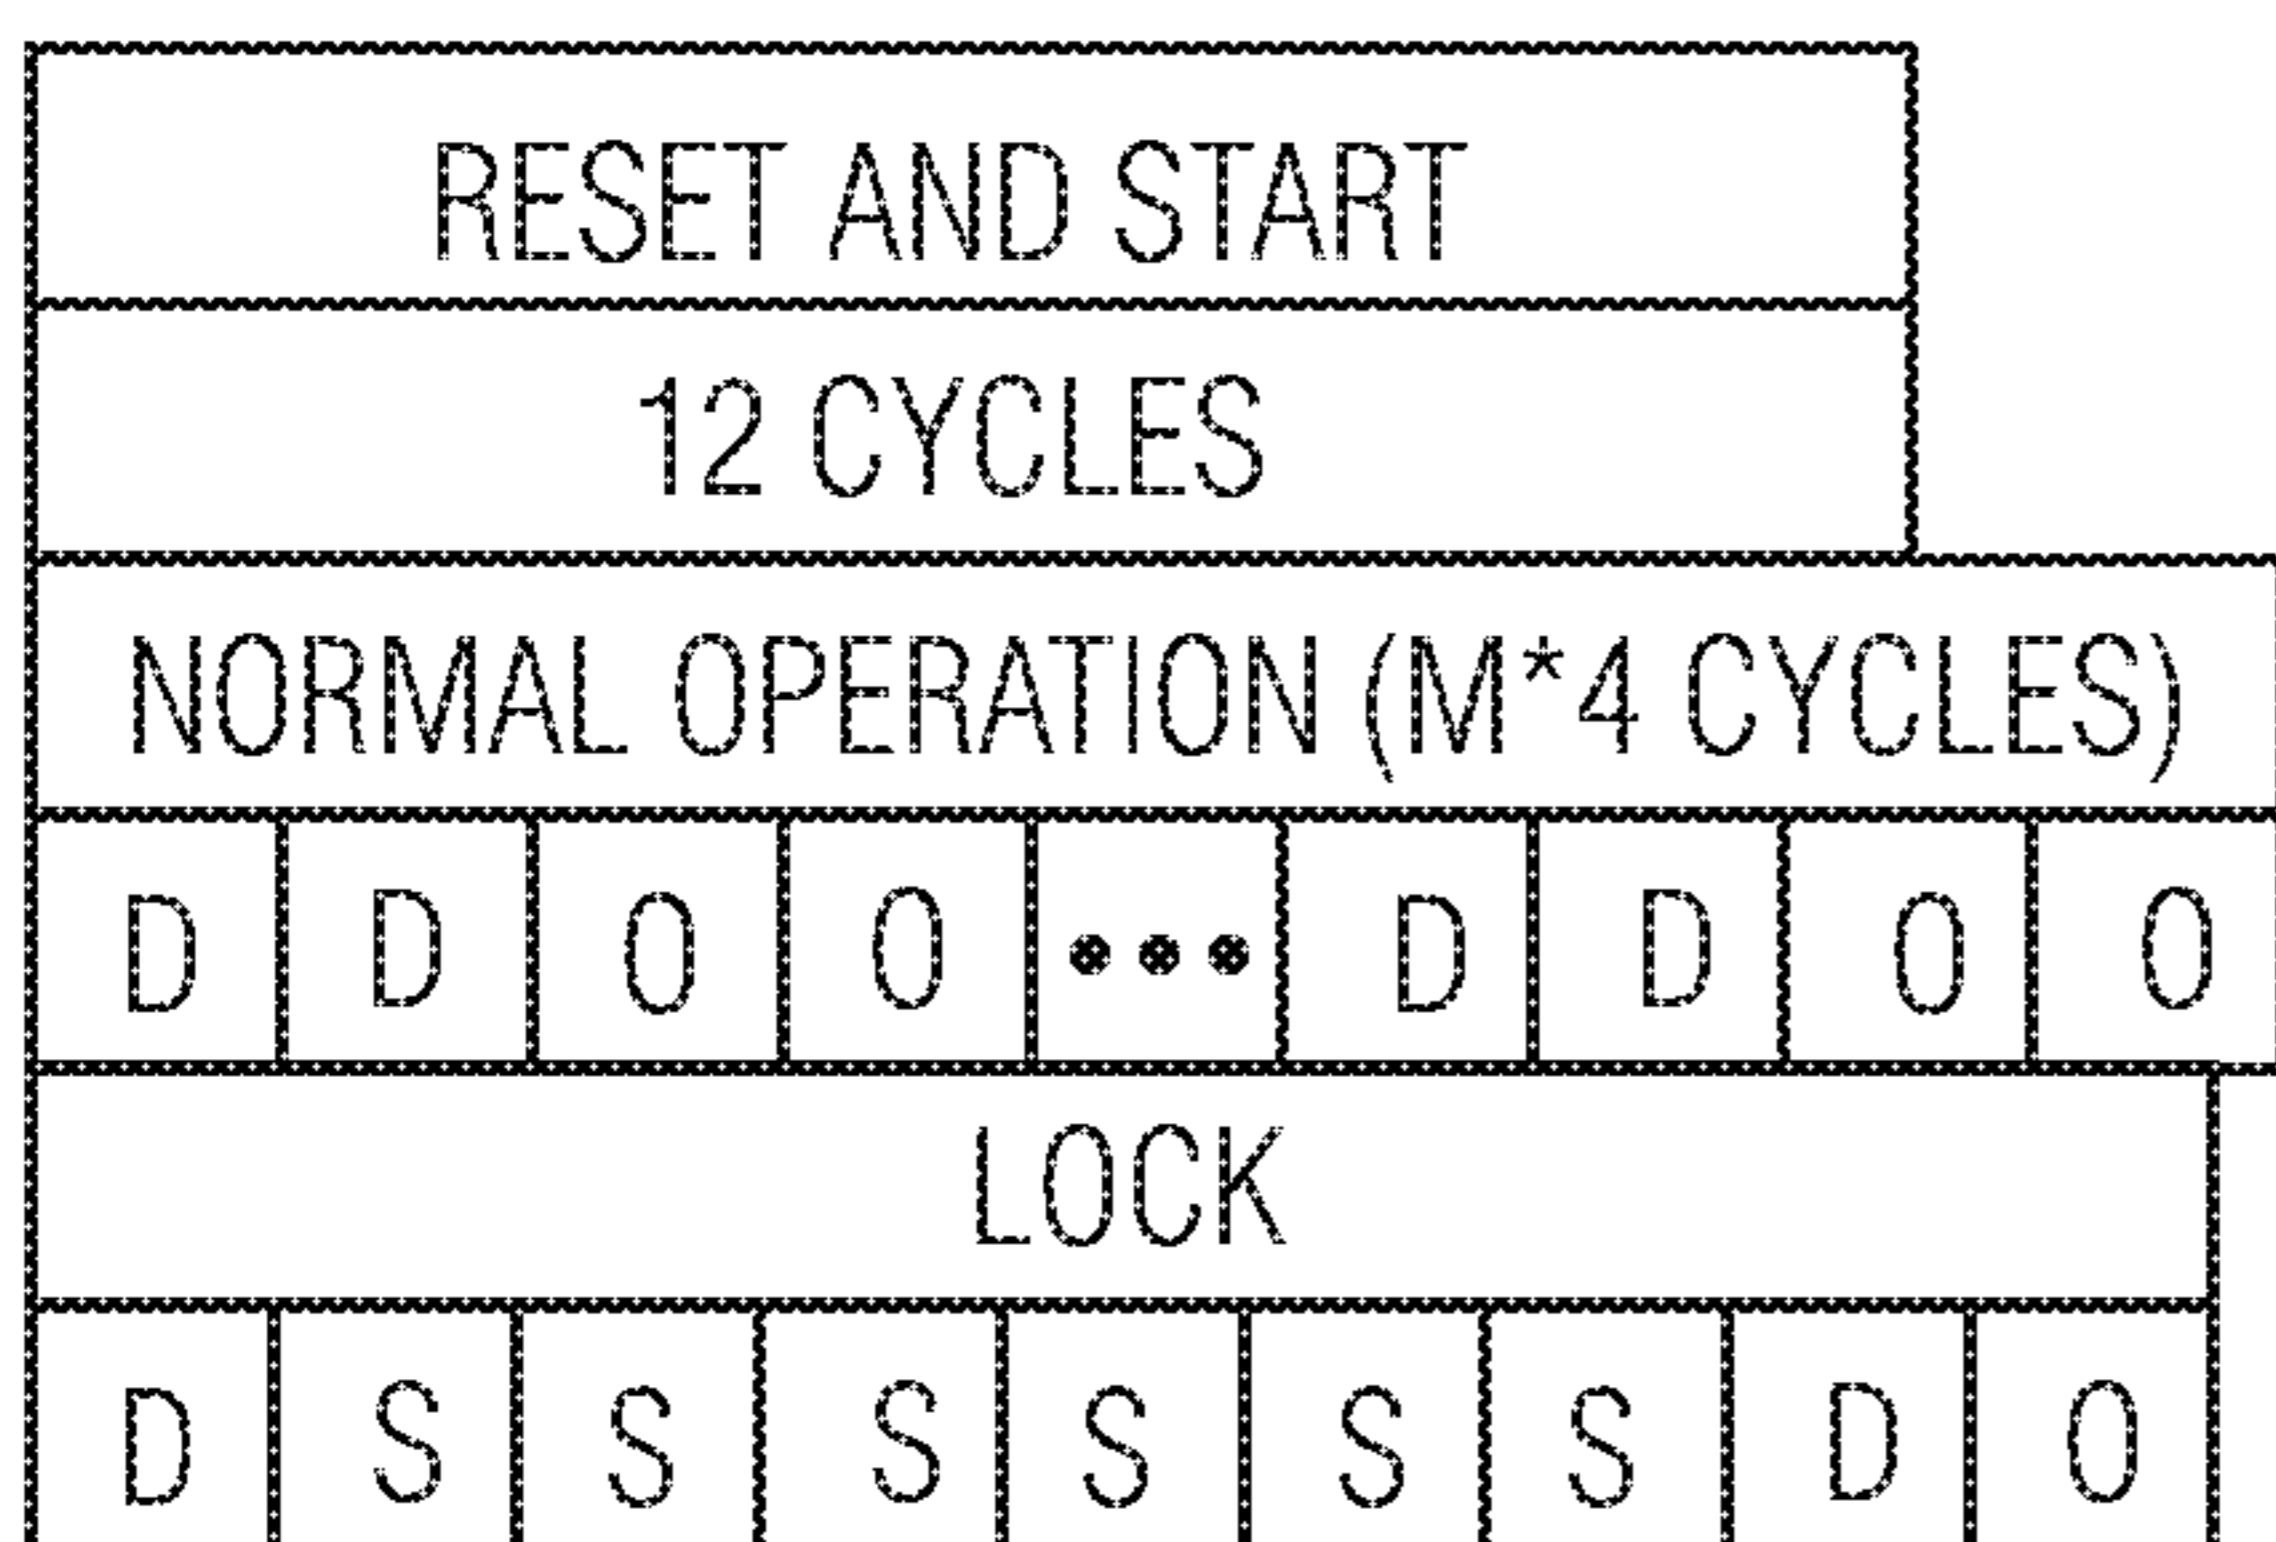 RESET AND START
12 CYCLES
NORMAL OPERATION (M*4 CYCLES)
D D O O ••• D D O O
LOCK
D S S S S S S D O